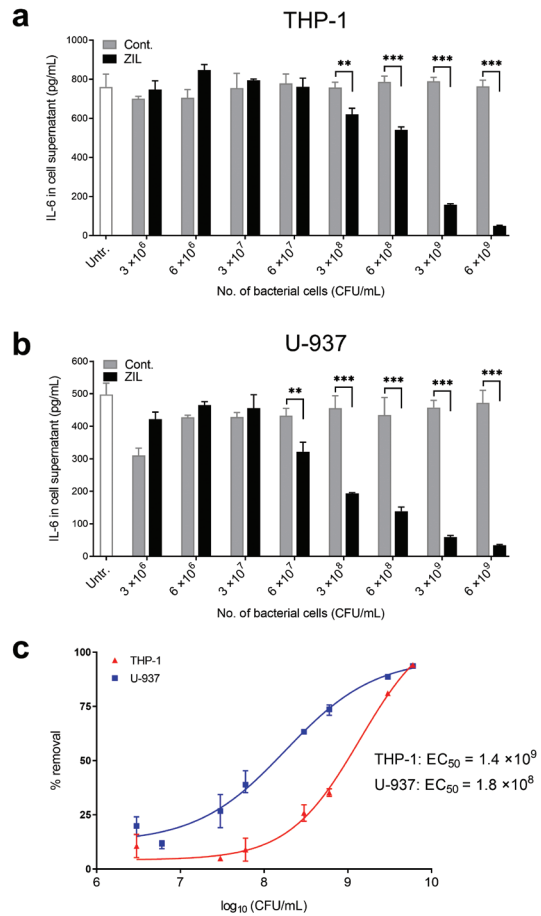 a
THP-1
Cont.
ZIL
IL-6 in cell supernatant (pg/mL)
1000
800
600
400
200
0
** *** *** ***
Untr. 3 ×10⁶ 6 ×10⁶ 3 ×10⁷ 6 ×10⁷ 3 ×10⁸ 6 ×10⁸ 3 ×10⁹ 6 ×10⁹
No. of bacterial cells (CFU/mL)
b
U-937
Cont.
ZIL
IL-6 in cell supernatant (pg/mL)
600
500
400
300
200
100
0
** *** *** *** ***
Untr. 3 ×10⁶ 6 ×10⁶ 3 ×10⁷ 6 ×10⁷ 3 ×10⁸ 6 ×10⁸ 3 ×10⁹ 6 ×10⁹
No. of bacterial cells (CFU/mL)
c
THP-1
U-937
% removal
100
75
50
25
0
THP-1: EC₅₀ = 1.4 ×10⁹
U-937: EC₅₀ = 1.8 ×10⁸
6 7 8 9 10
log₁₀ (CFU/mL)